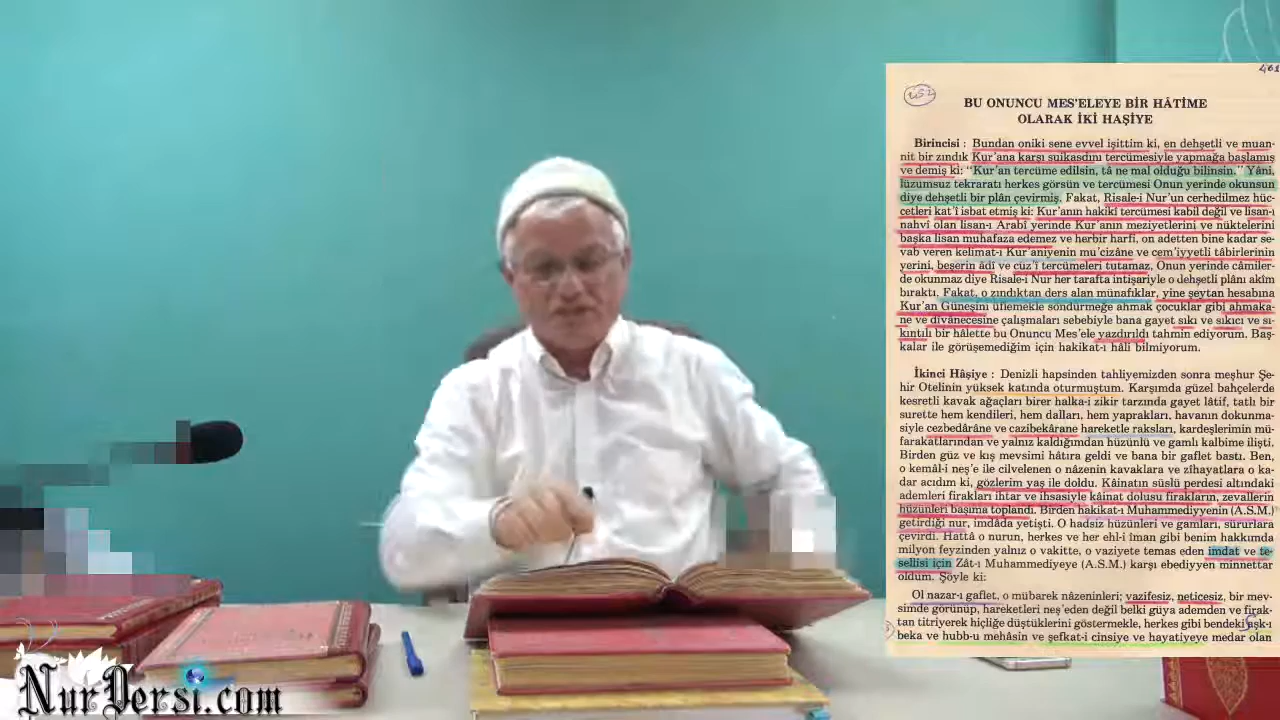 461
BU ONUNCU MES'ELEYE BİR HÂTİME
OLARAK İKİ HAŞİYE
Birincisi : Bundan oniki sene evvel işittim ki, en dehşetli ve muan-
nit bir zındık Kur'ana karşı suikasdını tercümesiyle yapmağa başlamış
ve demiş ki: "Kur'an tercüme edilsin, tâ ne mal olduğu bilinsin." Yâni,
lüzumsuz tekraratı herkes görsün ve tercümesi Onun yerinde okunsun
diye dehşetli bir plân çevirmiş. Fakat, Risale-i Nur'un cerhedilmez hüc-
cetleri kat'î isbat etmiş ki: Kur'anın hakikî tercümesi kabil değil ve lisan-ı
nahvî olan lisan-ı Arabî yerinde Kur'anın meziyetlerini ve nüktelerini
başka lisan muhafaza edemez ve herbir harfi, on adetten bine kadar se-
vab veren kelimat-ı Kur'aniyenin mu'cizâne ve cem'iyyetli tâbirlerinin
yerini, beşerin âdi ve cüz'î tercümeleri tutamaz, Onun yerinde câmiler-
de okunmaz diye Risale-i Nur her tarafta intişariyle o dehşetli plânı akîm
bıraktı. Fakat, o zındıktan ders alan münafıklar, yine şeytan hesabına
Kur'an Güneşini üflemekle söndürmeğe ahmak çocuklar gibi ahmaka-
ne ve divânecesine çalışmaları sebebiyle bana gayet sıkı ve sıkıcı ve sı-
kıntılı bir hâlette bu Onuncu Mes'ele yazdırıldı tahmin ediyorum. Baş-
kalar ile görüşemediğim için hakikat-ı hâli bilmiyorum.
İkinci Hâşiye : Denizli hapsinden tahliyemizden sonra meşhur Şe-
hir Otelinin yüksek katında oturmuştum. Karşımda güzel bahçelerde
kesretli kavak ağaçları birer halka-i zikir tarzında gayet lâtif, tatlı bir
surette hem kendileri, hem dalları, hem yaprakları, havanın dokunma-
siyle cezbedârâne ve cazibekârane hareketle raksları, kardeşlerimin mü-
farakatlarından ve yalnız kaldığımdan hüzünlü ve gamlı kalbime ilişti.
Birden güz ve kış mevsimi hâtıra geldi ve bana bir gaflet bastı. Ben,
o kemâl-i neş'e ile cilvelenen o nâzenin kavaklara ve zîhayatlara o ka-
dar acıdım ki, gözlerim yaş ile doldu. Kâinatın süslü perdesi altındaki
ademleri firakları ihtar ve ihsasiyle kâinat dolusu firakların, zevallerin
hüzünleri başıma toplandı. Birden hakikat-ı Muhammediyyenin (A.S.M.)
getirdiği nur, imdâda yetişti. O hadsiz hüzünleri ve gamları, sürurlara
çevirdi. Hattâ o nurun, herkes ve her ehl-i îman gibi benim hakkımda
milyon feyzinden yalnız o vakitte, o vaziyete temas eden imdat ve te-
sellisi için Zât-ı Muhammediyeye (A.S.M.) karşı ebediyyen minnettar
oldum. Şöyle ki:
Ol nazar-ı gaflet, o mübarek nâzeninleri; vazifesiz, neticesiz, bir mev-
simde görünüp, hareketleri neş'eden değil belki güya ademden ve firak-
tan titriyerek hiçliğe düştüklerini göstermekle, herkes gibi bendeki aşk-ı
beka ve hubb-u mehâsin ve şefkat-i cinsiye ve hayatiyeye medar olan
NurDersi.com